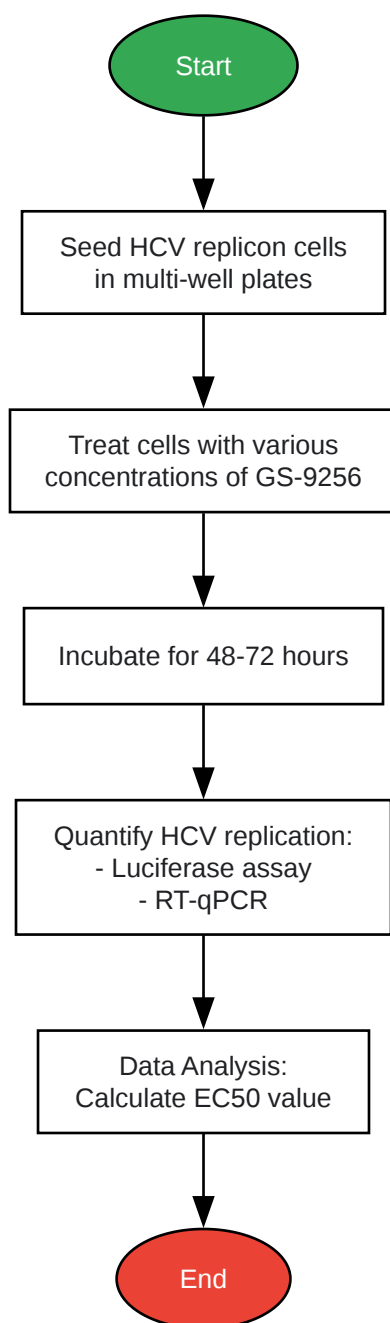 Start
Seed HCV replicon cells
in multi-well plates
Treat cells with various
concentrations of GS-9256
Incubate for 48-72 hours
Quantify HCV replication:
- Luciferase assay
- RT-qPCR
Data Analysis:
Calculate EC50 value
End